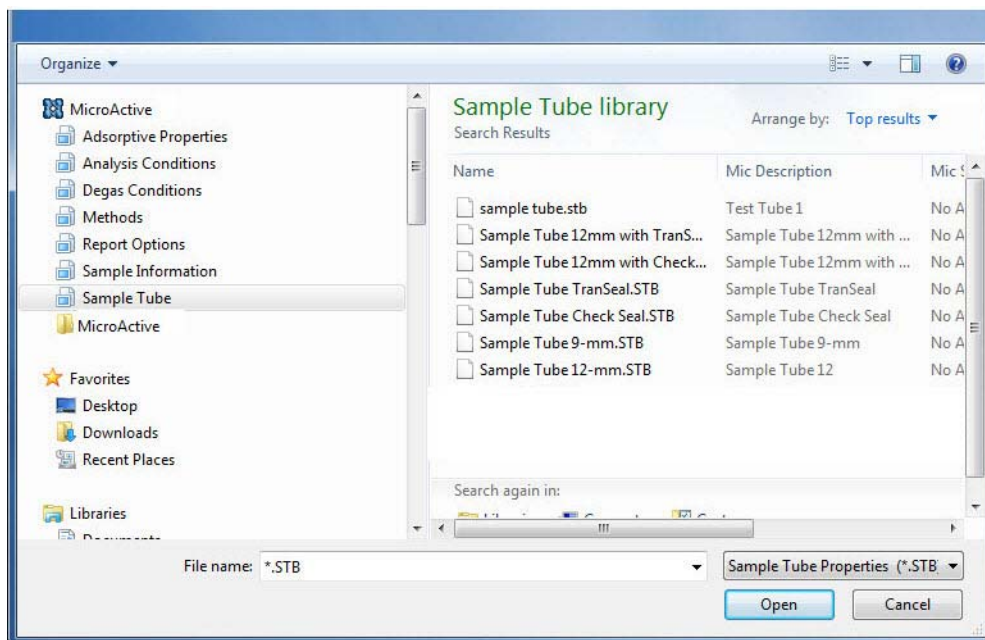 Organize
MicroActive
Adsorptive Properties
Analysis Conditions
Degas Conditions
Methods
Report Options
Sample Information
Sample Tube
MicroActive
Favorites
Desktop
Downloads
Recent Places
Libraries
Sample Tube library
Search Results
Arrange by: Top results
Name Mic Description Mic
sample tube.stb Test Tube 1 No A
Sample Tube 12mm with TranS... Sample Tube 12mm with ... No A
Sample Tube 12mm with Check... Sample Tube 12mm with ... No A
Sample Tube TranSeal.STB Sample Tube TranSeal No A
Sample Tube Check Seal.STB Sample Tube Check Seal No A
Sample Tube 9-mm.STB Sample Tube 9-mm No A
Sample Tube 12-mm.STB Sample Tube 12 No A
Search again in:
File name: *.STB Sample Tube Properties (*.STB
Open Cancel